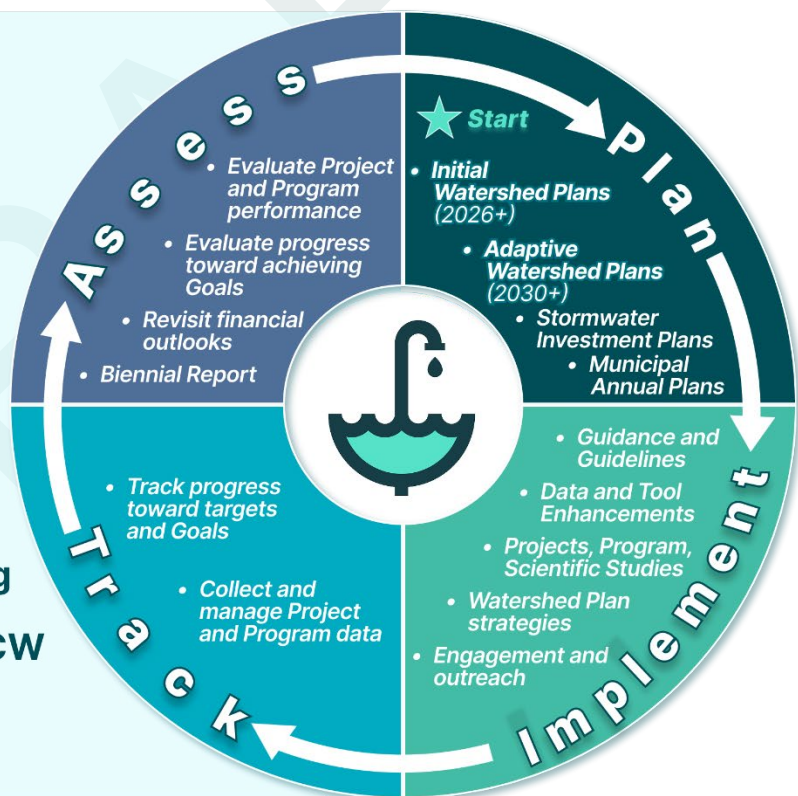 Assess
• Evaluate Project
and Program
performance
• Evaluate progress
toward achieving
Goals
• Revisit financial
outlooks
• Biennial Report
Plan
Start
• Initial
Watershed Plans
(2026+)
• Adaptive
Watershed Plans
(2030+)
• Stormwater
Investment Plans
• Municipal
Annual Plans
Implement
• Guidance and
Guidelines
• Data and Tool
Enhancements
• Projects, Program,
Scientific Studies
• Watershed Plan
strategies
• Engagement and
outreach
Track
• Track progress
toward targets
and Goals
• Collect and
manage Project
and Program data
g
CW